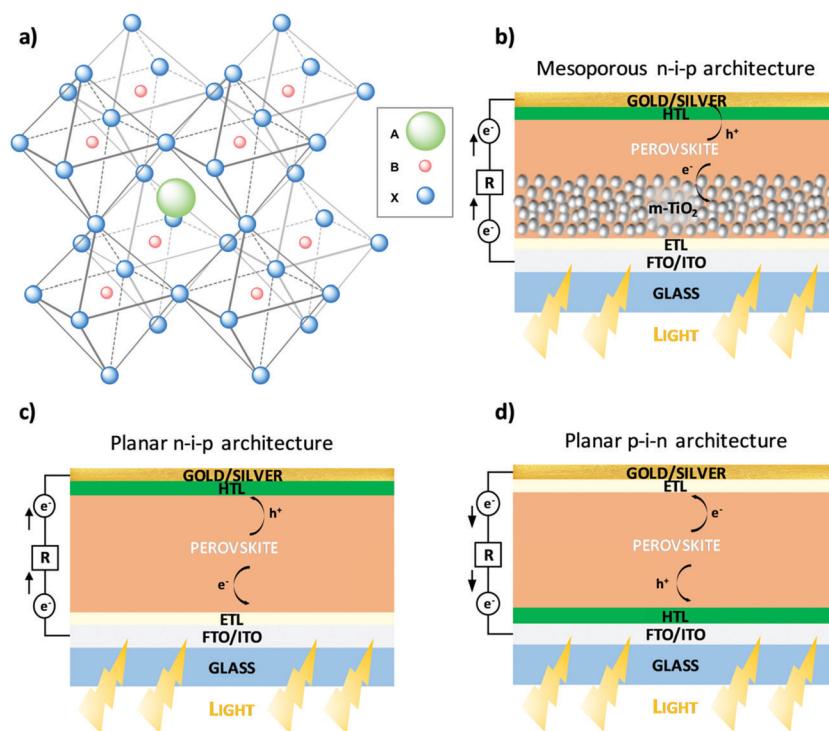 a)
A
B
X
b)
Mesoporous n-i-p architecture
GOLD/SILVER
HTL
h⁺
PEROVSKITE
e⁻
m-TiO₂
ETL
FTO/ITO
GLASS
LIGHT
e⁻
R
e⁻
c)
Planar n-i-p architecture
GOLD/SILVER
HTL
h⁺
PEROVSKITE
e⁻
ETL
FTO/ITO
GLASS
LIGHT
e⁻
R
e⁻
d)
Planar p-i-n architecture
GOLD/SILVER
ETL
e⁻
PEROVSKITE
h⁺
HTL
FTO/ITO
GLASS
LIGHT
e⁻
R
e⁻